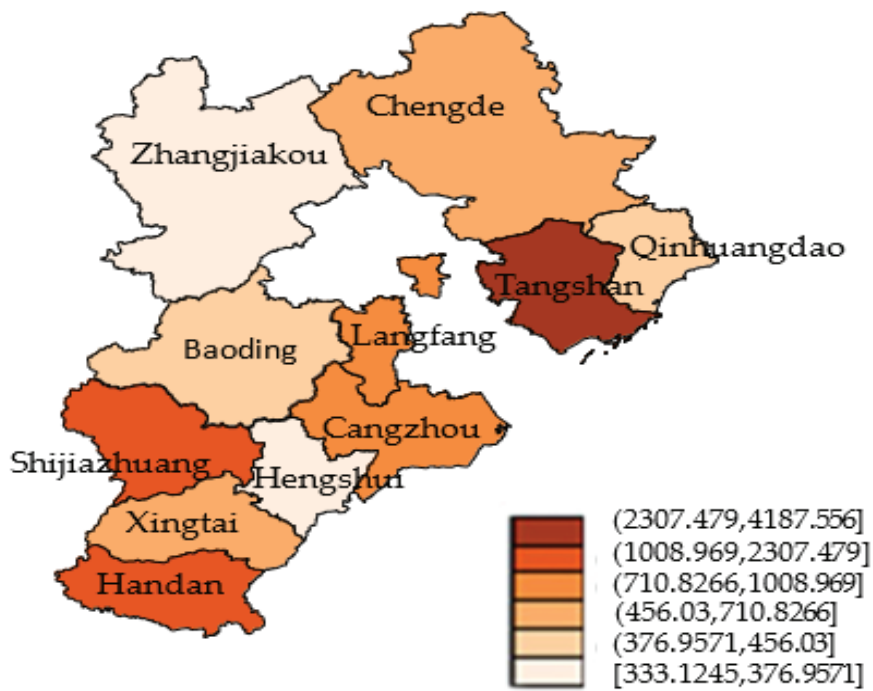 Chengde
Zhangjiakou
Qinhuangdao
Tangshan
Langfang
Baoding
Cangzhou
Shijiazhuang
Hengshui
Xingtai
Handan
(2307.479,4187.556]
(1008.969,2307.479]
(710.8266,1008.969]
(456.03,710.8266]
(376.9571,456.03]
[333.1245,376.9571]